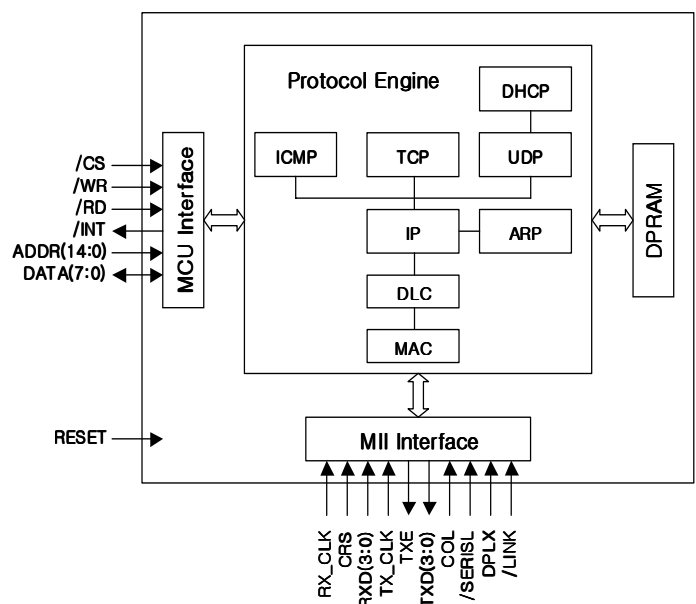 Protocol Engine
DHCP
ICMP
TCP
UDP
IP
ARP
DLC
MAC
/CS
/WR
/RD
/INT
ADDR(14:0)
DATA(7:0)
MCU Interface
DPRAM
RESET
MII Interface
RX_CLK
CRS
RXD(3:0)
TX_CLK
TXE
TXD(3:0)
COL
/SERISL
DPLX
/LINK